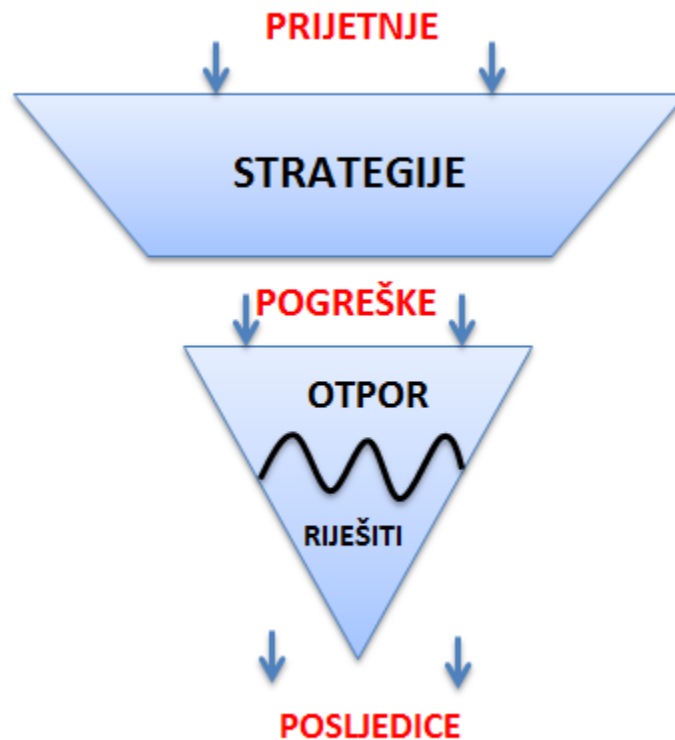 PRIJETNJE
STRATEGIJE
POGREŠKE
OTPOR
RIJEŠITI
POSLJEDICE